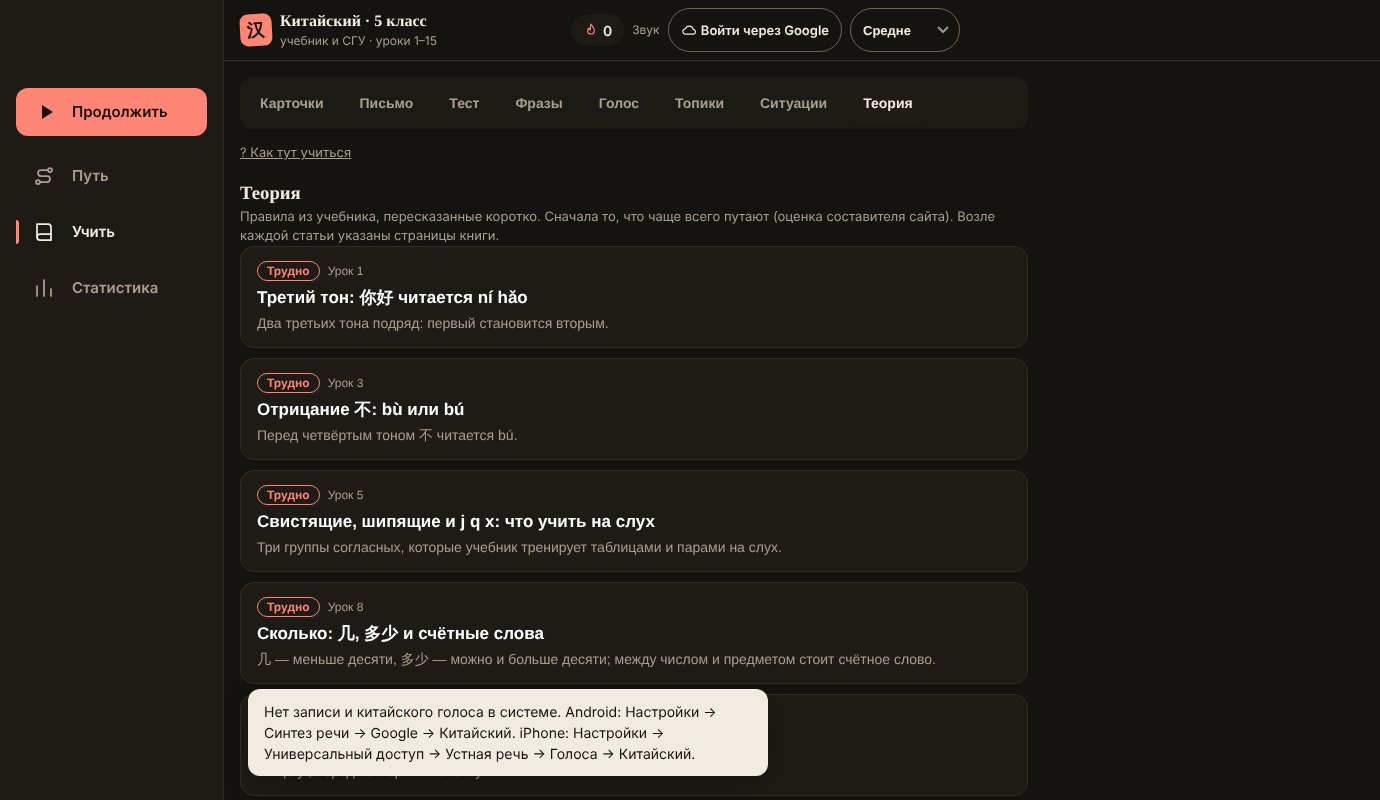 汉
Китайский · 5 класс
учебник и СГУ · уроки 1–15
0
Звук
Войти через Google
Средне
Продолжить
Путь
Учить
Статистика
Карточки Письмо Тест Фразы Голос Топики Ситуации Теория
? Как тут учиться
Теория
Правила из учебника, пересказанные коротко. Сначала то, что чаще всего путают (оценка составителя сайта). Возле
каждой статьи указаны страницы книги.
Трудно Урок 1
Третий тон: 你好 читается ní hǎo
Два третьих тона подряд: первый становится вторым.
Трудно Урок 3
Отрицание 不: bù или bú
Перед четвёртым тоном 不 читается bú.
Трудно Урок 5
Свистящие, шипящие и j q x: что учить на слух
Три группы согласных, которые учебник тренирует таблицами и парами на слух.
Трудно Урок 8
Сколько: 几, 多少 и счётные слова
几 — меньше десяти, 多少 — можно и больше десяти; между числом и предметом стоит счётное слово.
Нет записи и китайского голоса в системе. Android: Настройки →
Синтез речи → Google → Китайский. iPhone: Настройки →
Универсальный доступ → Устная речь → Голоса → Китайский.